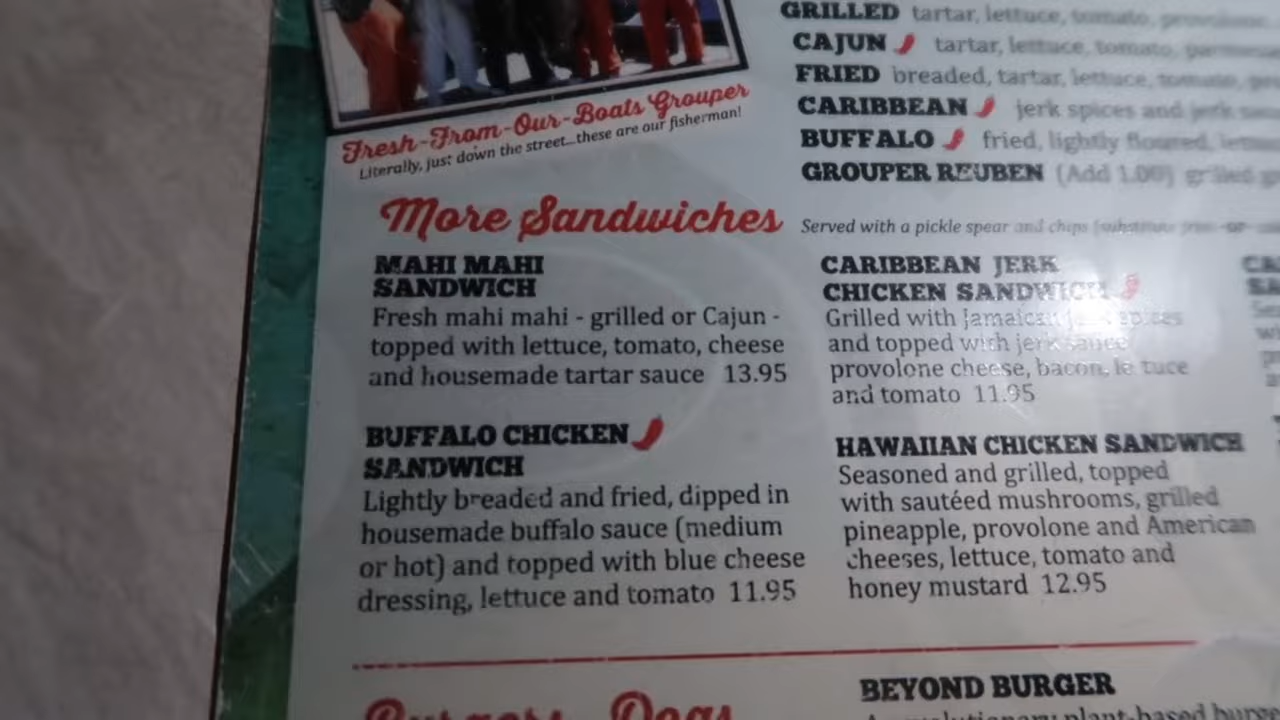 GRILLED tartar, lettuce, tomato, provolone
CAJUN tartar, lettuce, tomato,
FRIED breaded, tartar, lettuce, tomato,
CARIBBEAN jerk spices and jerk
BUFFALO fried, lightly floured,
GROUPER REUBEN (Add 1.00) grilled
Fresh-From-Our-Boats Grouper
Literally, just down the street...these are our fisherman!
More Sandwiches
Served with a pickle spear and chips
MAHI MAHI
SANDWICH
Fresh mahi mahi - grilled or Cajun -
topped with lettuce, tomato, cheese
and housemade tartar sauce 13.95
BUFFALO CHICKEN
SANDWICH
Lightly breaded and fried, dipped in
housemade buffalo sauce (medium
or hot) and topped with blue cheese
dressing, lettuce and tomato 11.95
CARIBBEAN JERK
CHICKEN SANDWICH
Grilled with Jamaican jerk spices
and topped with jerk sauce
provolone cheese, bacon, lettuce
and tomato 11.95
HAWAIIAN CHICKEN SANDWICH
Seasoned and grilled, topped
with sautéed mushrooms, grilled
pineapple, provolone and American
cheeses, lettuce, tomato and
honey mustard 12.95
Burgers Dogs
BEYOND BURGER
plant-based